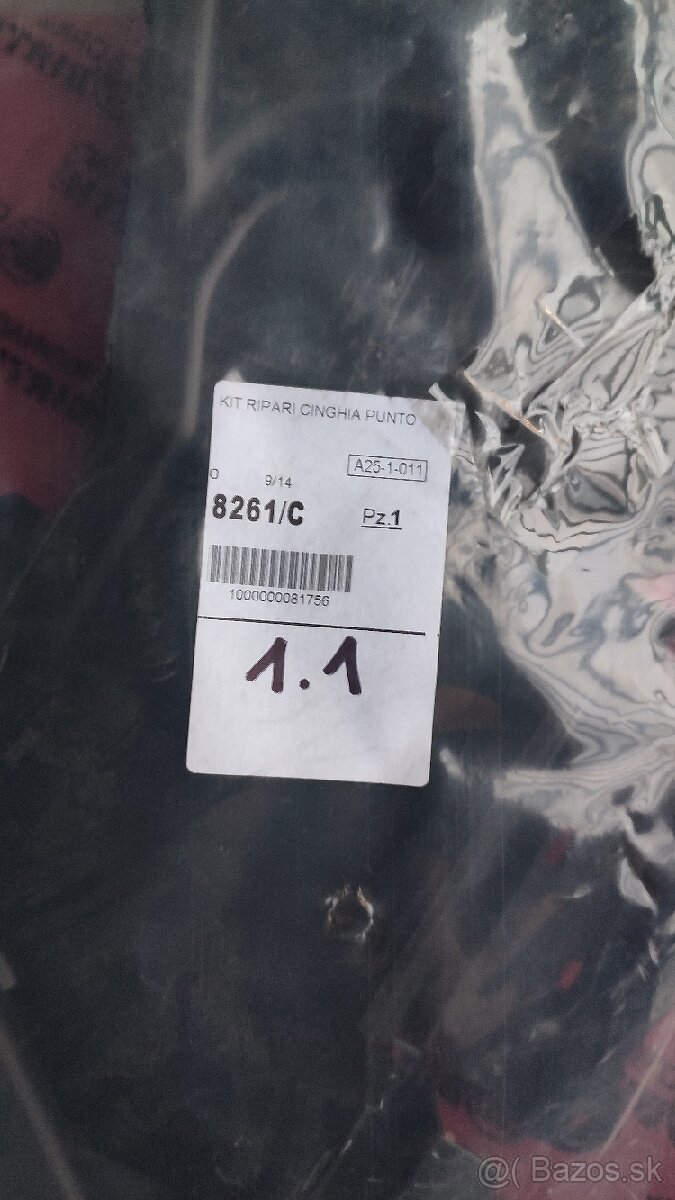 KIT RIPARI CINGHIA PUNTO
A25-1-011
0 9/14
8261/C Pz.1
1000000081756
1.1
@( Bazos.sk